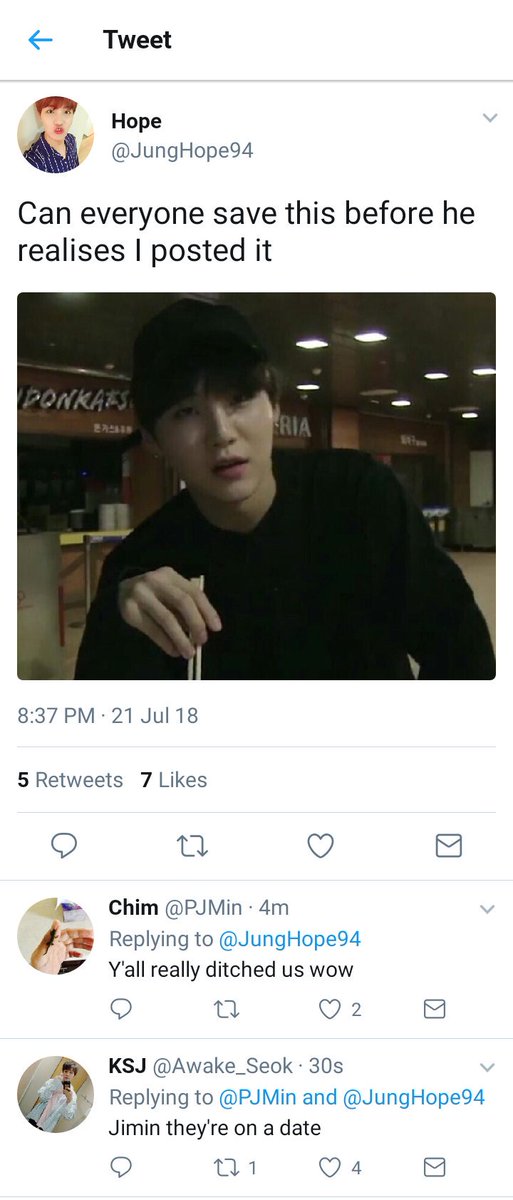 Tweet
Hope
@JungHope94
Can everyone save this before he
realises I posted it
8:37 PM · 21 Jul 18
5 Retweets 7 Likes
Chim @PJMin · 4m
Replying to @JungHope94
Y'all really ditched us wow
2
KSJ @Awake_Seok · 30s
Replying to @PJMin and @JungHope94
Jimin they're on a date
1 4